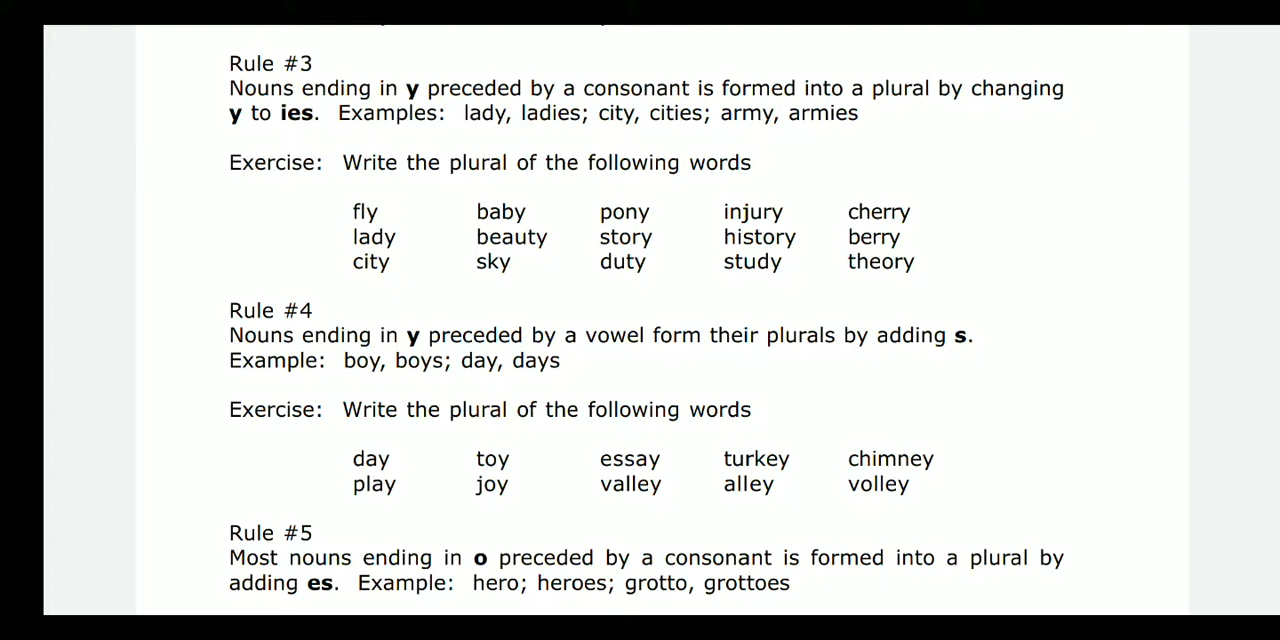 Rule #3
Nouns ending in y preceded by a consonant is formed into a plural by changing
y to ies. Examples: lady, ladies; city, cities; army, armies
Exercise: Write the plural of the following words
fly baby pony injury cherry
lady beauty story history berry
city sky duty study theory
Rule #4
Nouns ending in y preceded by a vowel form their plurals by adding s.
Example: boy, boys; day, days
Exercise: Write the plural of the following words
day toy essay turkey chimney
play joy valley alley volley
Rule #5
Most nouns ending in o preceded by a consonant is formed into a plural by
adding es. Example: hero; heroes; grotto, grottoes